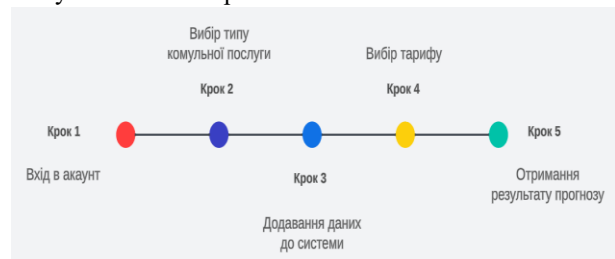 Крок 1
Вхід в акаунт
Вибір типу
комульної послуги
Крок 2
Крок 3
Додавання даних
до системи
Вибір тарифу
Крок 4
Крок 5
Отримання
результату прогнозу